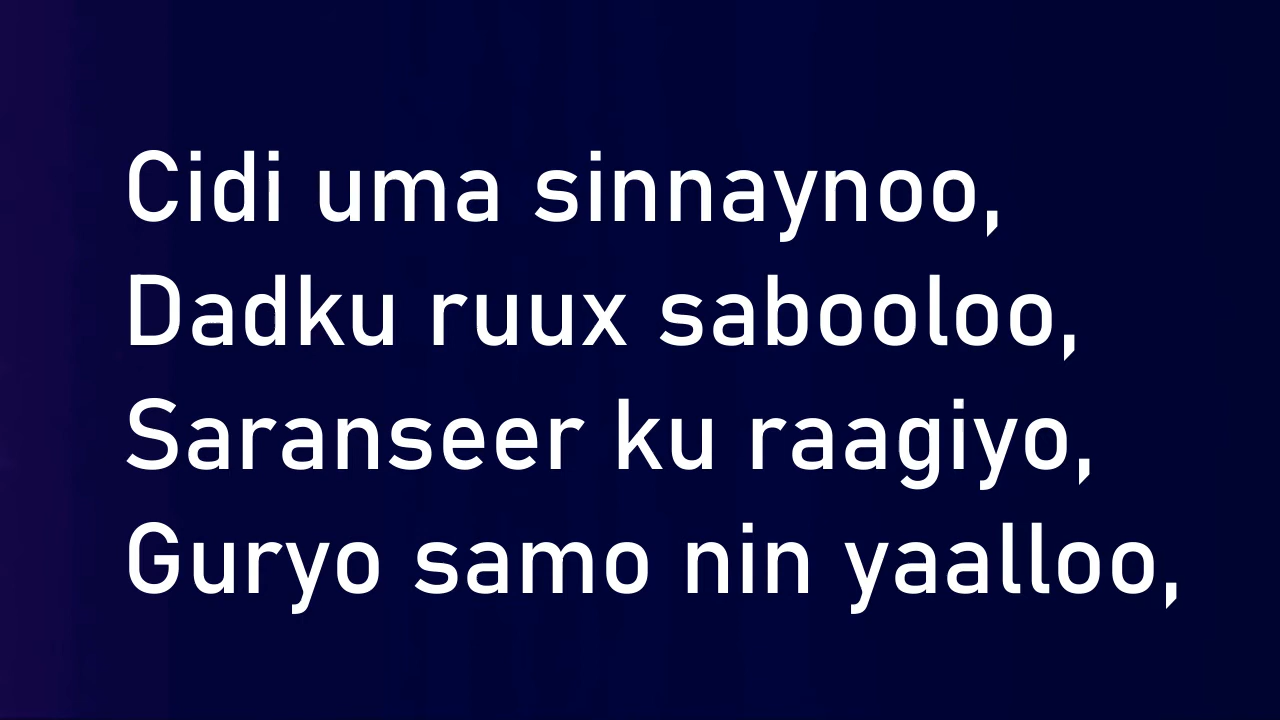 Cidi uma sinnaynoo,
Dadku ruux sabooloo,
Saranseer ku raagiyo,
Guryo samo nin yaalloo,